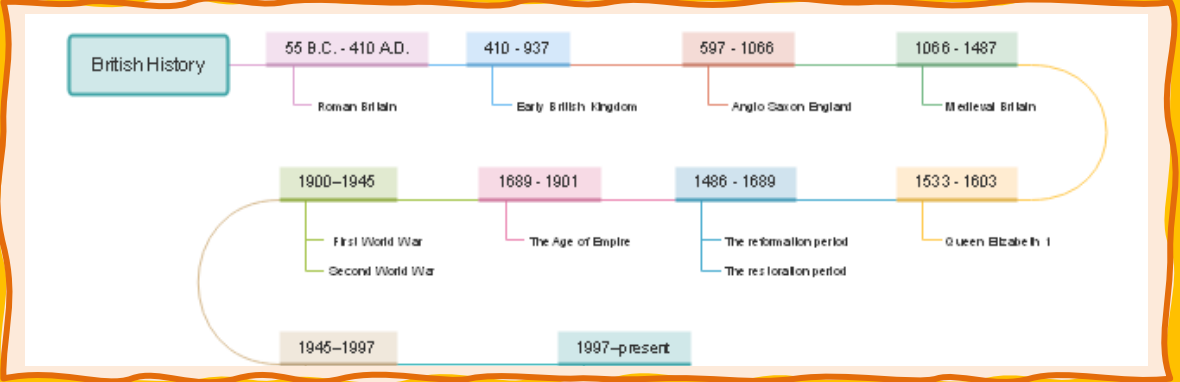 British History
55 B.C. - 410 A.D.
410 - 937
597 - 1066
1066 - 1487
Roman Britain
Early British Kingdom
Anglo Saxon England
Medieval Britain
1533 - 1603
1486 - 1689
1689 - 1901
1900–1945
Queen Elizabeth 1
The reformation period
The restoration period
The Age of Empire
First World War
Second World War
1945–1997
1997–present